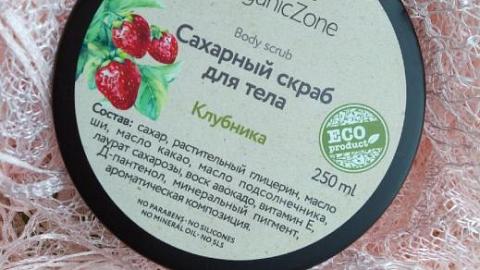 OrganicZone
Body scrub
Сахарный скраб
для тела
Клубника
Состав: сахар, растительный глицерин, масло
ши, масло какао, масло подсолнечника,
лаурат сахарозы, воск авокадо, витамин Е,
Д-пантенол, минеральный пигмент,
ароматическая композиция.
NO PARABENS · NO SILICONES
NO MINERAL OIL · NO SLS
ECO
product
250 ml